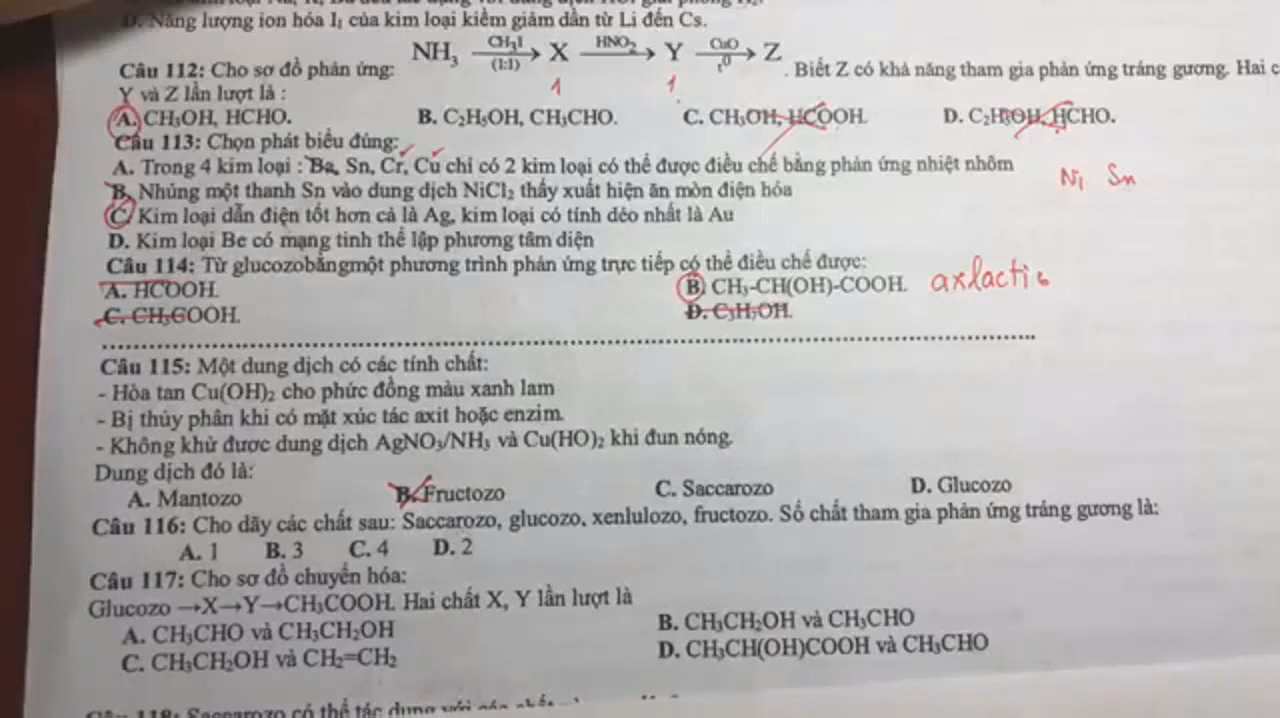 D. Năng lượng ion hóa I₁ của kim loại kiềm giảm dần từ Li đến Cs.
Câu 112: Cho sơ đồ phản ứng: NH₃ CH₃I (1:1) → X HNO₂ → Y CuO t⁰ → Z . Biết Z có khả năng tham gia phản ứng tráng gương. Hai c
1 1
Y và Z lần lượt là :
A. CH₃OH, HCHO. B. C₂H₅OH, CH₃CHO. C. CH₃OH, HCOOH. D. C₂H₅OH, HCHO.
Câu 113: Chọn phát biểu đúng:
A. Trong 4 kim loại : Ba, Sn, Cr, Cu chỉ có 2 kim loại có thể được điều chế bằng phản ứng nhiệt nhôm
B. Nhúng một thanh Sn vào dung dịch NiCl₂ thấy xuất hiện ăn mòn điện hóa Ni Sn
C. Kim loại dẫn điện tốt hơn cả là Ag, kim loại có tính dẻo nhất là Au
D. Kim loại Be có mạng tinh thể lập phương tâm diện
Câu 114: Từ glucozobằngmột phương trình phản ứng trực tiếp có thể điều chế được:
A. HCOOH. B. CH₃-CH(OH)-COOH. axlactic
C. CH₃COOH. D. C₃H₇OH.
Câu 115: Một dung dịch có các tính chất:
- Hòa tan Cu(OH)₂ cho phức đồng màu xanh lam
- Bị thủy phân khi có mặt xúc tác axit hoặc enzim.
- Không khử được dung dịch AgNO₃/NH₃ và Cu(HO)₂ khi đun nóng.
Dung dịch đó là:
A. Mantozo B. Fructozo C. Saccarozo D. Glucozo
Câu 116: Cho dãy các chất sau: Saccarozo, glucozo, xenlulozo, fructozo. Số chất tham gia phản ứng tráng gương là:
A. 1 B. 3 C. 4 D. 2
Câu 117: Cho sơ đồ chuyển hóa:
Glucozo →X→Y→CH₃COOH. Hai chất X, Y lần lượt là
A. CH₃CHO và CH₃CH₂OH B. CH₃CH₂OH và CH₃CHO
C. CH₃CH₂OH và CH₂=CH₂ D. CH₃CH(OH)COOH và CH₃CHO
Câu 118: Saccarozo có thể tác dụng với